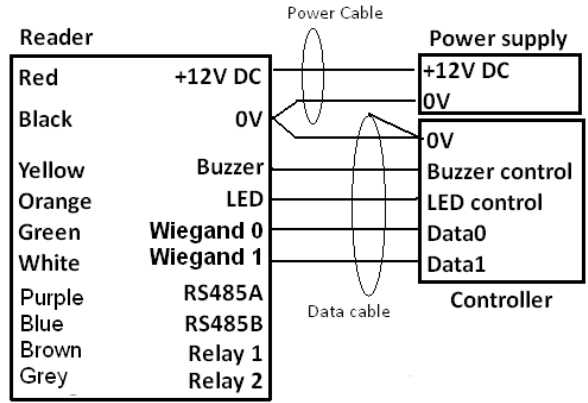 Power Cable
Reader
Power supply
Red +12V DC
+12V DC
0V
Black 0V
0V
Yellow Buzzer
Buzzer control
Orange LED
LED control
Green Wiegand 0
Data0
White Wiegand 1
Data1
Purple RS485A
Data cable
Controller
Blue RS485B
Brown Relay 1
Grey Relay 2